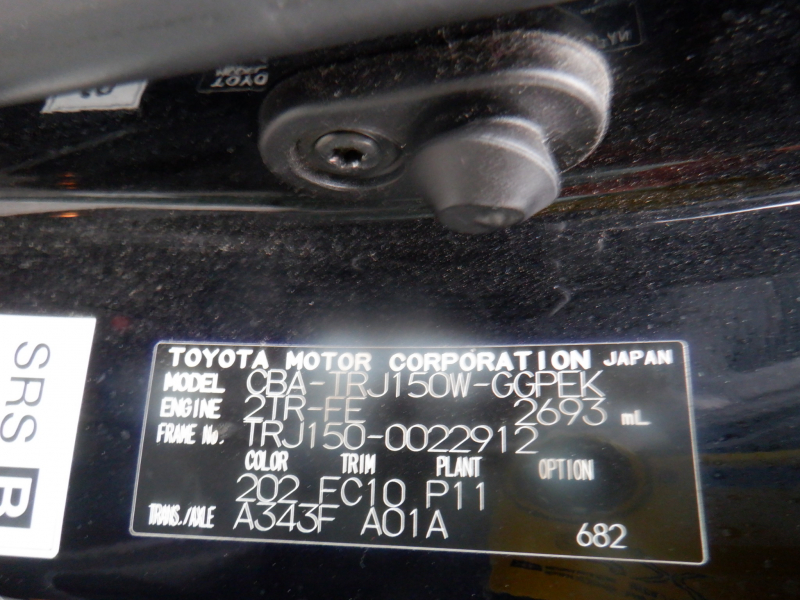 TOYOTA MOTOR CORPORATION JAPAN
MODEL CBA-TRJ150W-GGPEK
ENGINE 2TR-FE 2693 mL
FRAME No. TRJ150-0022912
COLOR TRIM PLANT OPTION
202 FC10 P11
TRANS./AXLE A343F A01A 682
SRS
R